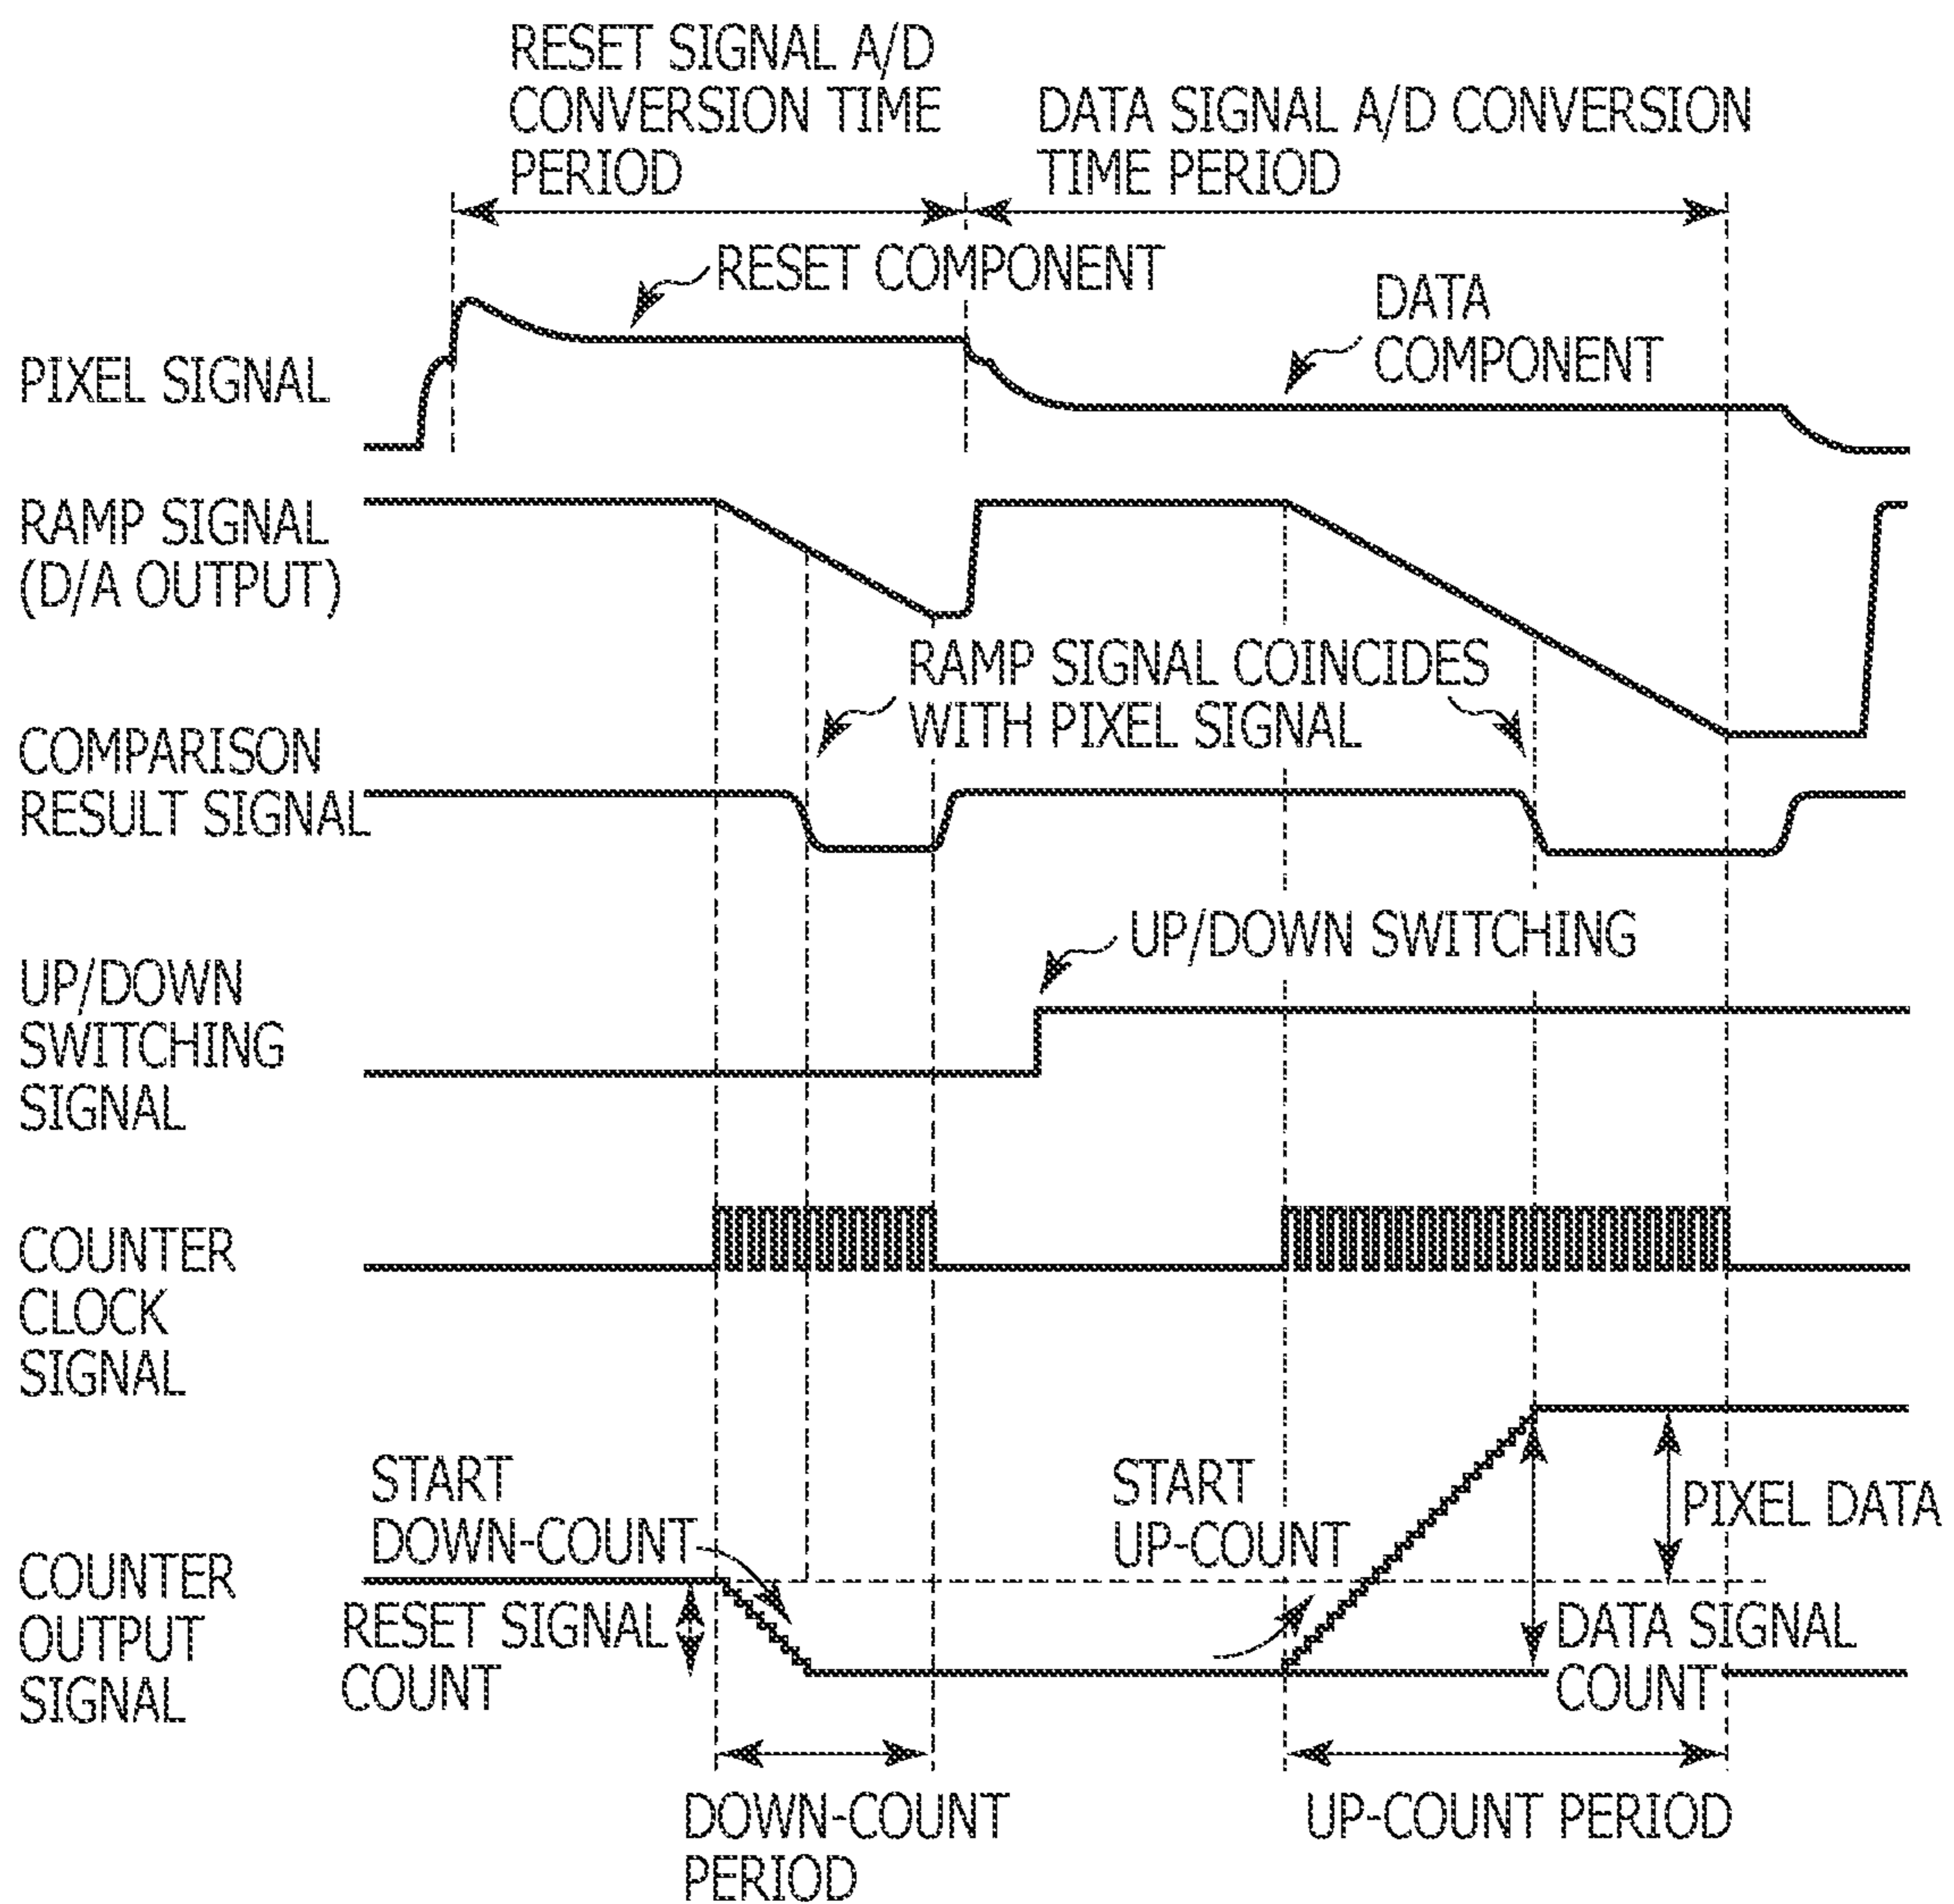 RESET SIGNAL A/D
CONVERSION TIME
PERIOD
DATA SIGNAL A/D CONVERSION
TIME PERIOD
RESET COMPONENT
DATA
COMPONENT
PIXEL SIGNAL
RAMP SIGNAL
(D/A OUTPUT)
RAMP SIGNAL COINCIDES
WITH PIXEL SIGNAL
COMPARISON
RESULT SIGNAL
UP/DOWN SWITCHING
UP/DOWN
SWITCHING
SIGNAL
COUNTER
CLOCK
SIGNAL
START
DOWN-COUNT
START
UP-COUNT
PIXEL DATA
COUNTER
OUTPUT
SIGNAL
RESET SIGNAL
COUNT
DATA SIGNAL
COUNT
DOWN-COUNT
PERIOD
UP-COUNT PERIOD